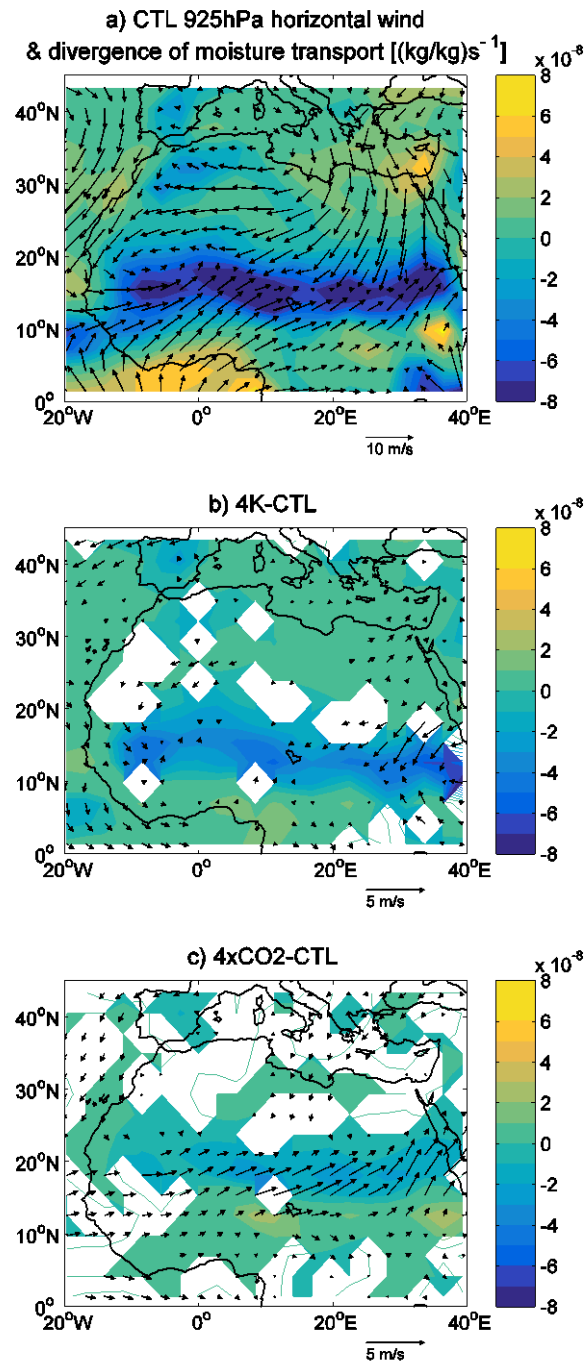 a) CTL 925hPa horizontal wind
& divergence of moisture transport [(kg/kg)s⁻¹]
x 10⁻⁸
40°N
30°N
20°N
10°N
0°
20°W
0°
20°E
40°E
8
6
4
2
0
-2
-4
-6
-8
10 m/s
b) 4K-CTL
x 10⁻⁸
40°N
30°N
20°N
10°N
0°
20°W
0°
20°E
40°E
8
6
4
2
0
-2
-4
-6
-8
5 m/s
c) 4xCO2-CTL
x 10⁻⁸
40°N
30°N
20°N
10°N
0°
20°W
0°
20°E
40°E
8
6
4
2
0
-2
-4
-6
-8
5 m/s